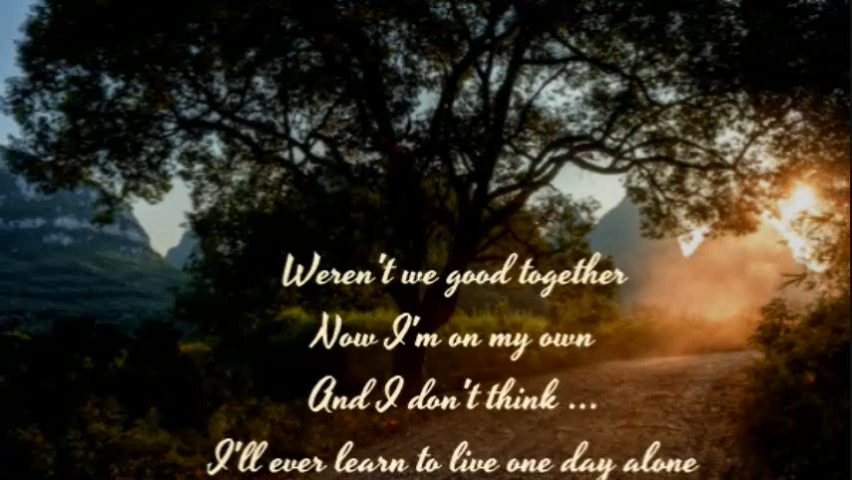 Weren't we good together
Now I'm on my own
And I don't think ...
I'll ever learn to live one day alone